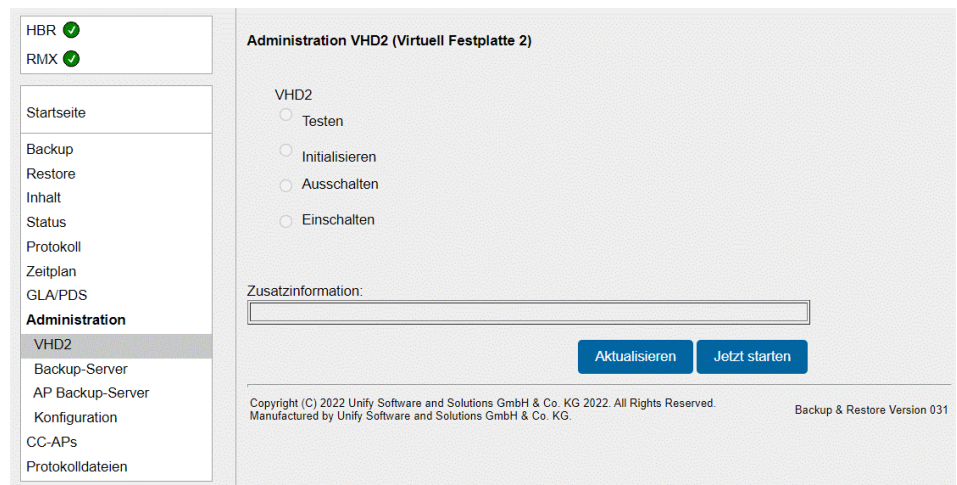 HBR
RMX
Startseite
Backup
Restore
Inhalt
Status
Protokoll
Zeitplan
GLA/PDS
Administration
VHD2
Backup-Server
AP Backup-Server
Konfiguration
CC-APs
Protokolldateien
Administration VHD2 (Virtuell Festplatte 2)
VHD2
Testen
Initialisieren
Ausschalten
Einschalten
Zusatzinformation:
Aktualisieren Jetzt starten
Copyright (C) 2022 Unify Software and Solutions GmbH & Co. KG 2022. All Rights Reserved.
Manufactured by Unify Software and Solutions GmbH & Co. KG.
Backup & Restore Version 031